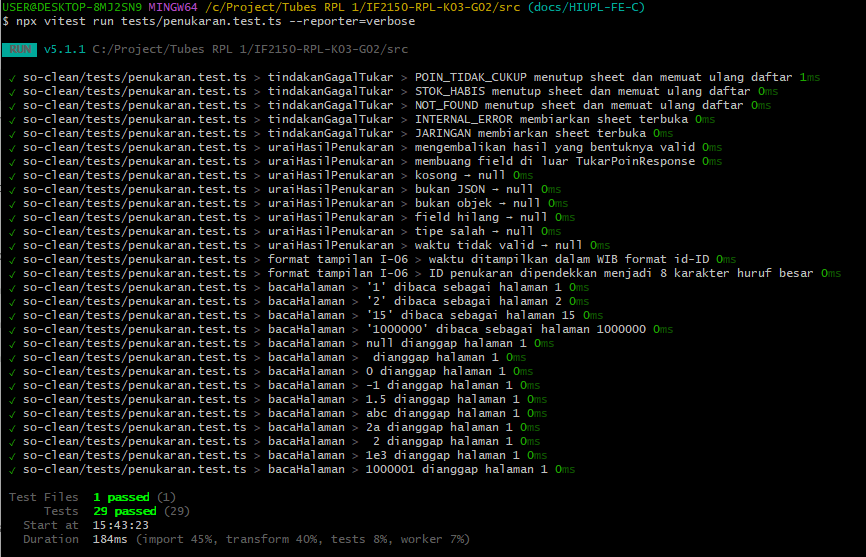 USER@DESKTOP-8MJ2SN9 MINGW64 /c/Project/Tubes RPL 1/IF2150-RPL-K03-G02/src (docs/HIUPL-FE-C)
$ npx vitest run tests/penukaran.test.ts --reporter=verbose
RUN v5.1.1 C:/Project/Tubes RPL 1/IF2150-RPL-K03-G02/src
✓ so-clean/tests/penukaran.test.ts > tindakanGagalTukar > POIN_TIDAK_CUKUP menutup sheet dan memuat ulang daftar 1ms
✓ so-clean/tests/penukaran.test.ts > tindakanGagalTukar > STOK_HABIS menutup sheet dan memuat ulang daftar 0ms
✓ so-clean/tests/penukaran.test.ts > tindakanGagalTukar > NOT_FOUND menutup sheet dan memuat ulang daftar 0ms
✓ so-clean/tests/penukaran.test.ts > tindakanGagalTukar > INTERNAL_ERROR membiarkan sheet terbuka 0ms
✓ so-clean/tests/penukaran.test.ts > tindakanGagalTukar > JARINGAN membiarkan sheet terbuka 0ms
✓ so-clean/tests/penukaran.test.ts > uraiHasilPenukaran > mengembalikan hasil yang bentuknya valid 0ms
✓ so-clean/tests/penukaran.test.ts > uraiHasilPenukaran > membuang field di luar TukarPoinResponse 0ms
✓ so-clean/tests/penukaran.test.ts > uraiHasilPenukaran > kosong → null 0ms
✓ so-clean/tests/penukaran.test.ts > uraiHasilPenukaran > bukan JSON → null 0ms
✓ so-clean/tests/penukaran.test.ts > uraiHasilPenukaran > bukan objek → null 0ms
✓ so-clean/tests/penukaran.test.ts > uraiHasilPenukaran > field hilang → null 0ms
✓ so-clean/tests/penukaran.test.ts > uraiHasilPenukaran > tipe salah → null 0ms
✓ so-clean/tests/penukaran.test.ts > uraiHasilPenukaran > waktu tidak valid → null 0ms
✓ so-clean/tests/penukaran.test.ts > format tampilan I-06 > waktu ditampilkan dalam WIB format id-ID 0ms
✓ so-clean/tests/penukaran.test.ts > format tampilan I-06 > ID penukaran dipendekkan menjadi 8 karakter huruf besar 0ms
✓ so-clean/tests/penukaran.test.ts > bacaHalaman > '1' dibaca sebagai halaman 1 0ms
✓ so-clean/tests/penukaran.test.ts > bacaHalaman > '2' dibaca sebagai halaman 2 0ms
✓ so-clean/tests/penukaran.test.ts > bacaHalaman > '15' dibaca sebagai halaman 15 0ms
✓ so-clean/tests/penukaran.test.ts > bacaHalaman > '1000000' dibaca sebagai halaman 1000000 0ms
✓ so-clean/tests/penukaran.test.ts > bacaHalaman > null dianggap halaman 1 0ms
✓ so-clean/tests/penukaran.test.ts > bacaHalaman >  dianggap halaman 1 0ms
✓ so-clean/tests/penukaran.test.ts > bacaHalaman > 0 dianggap halaman 1 0ms
✓ so-clean/tests/penukaran.test.ts > bacaHalaman > -1 dianggap halaman 1 0ms
✓ so-clean/tests/penukaran.test.ts > bacaHalaman > 1.5 dianggap halaman 1 0ms
✓ so-clean/tests/penukaran.test.ts > bacaHalaman > abc dianggap halaman 1 0ms
✓ so-clean/tests/penukaran.test.ts > bacaHalaman > 2a dianggap halaman 1 0ms
✓ so-clean/tests/penukaran.test.ts > bacaHalaman >  2 dianggap halaman 1 0ms
✓ so-clean/tests/penukaran.test.ts > bacaHalaman > 1e3 dianggap halaman 1 0ms
✓ so-clean/tests/penukaran.test.ts > bacaHalaman > 1000001 dianggap halaman 1 0ms
Test Files 1 passed (1)
Tests 29 passed (29)
Start at 15:43:23
Duration 184ms (import 45%, transform 40%, tests 8%, worker 7%)